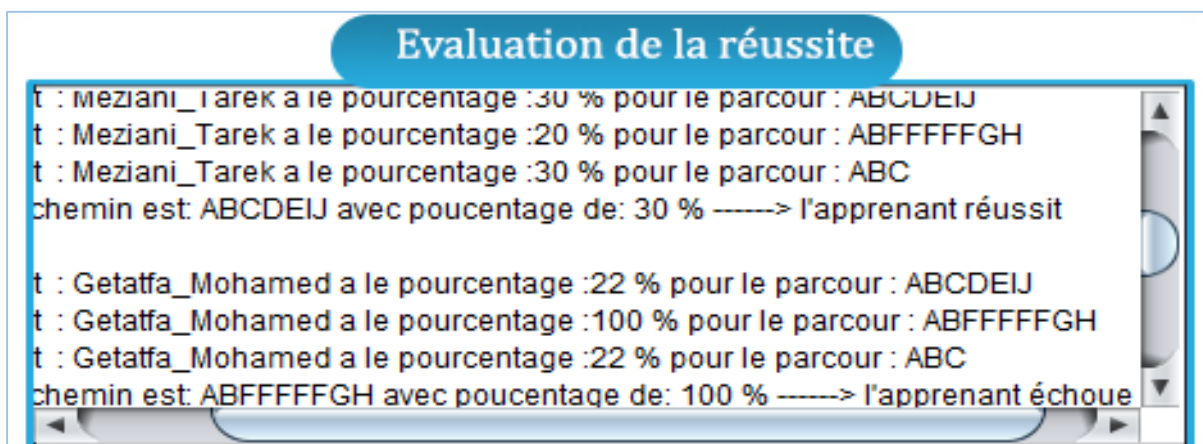 Evaluation de la réussite
t : Meziani_Tarek a le pourcentage :30 % pour le parcour : ABCDEIJ
t : Meziani_Tarek a le pourcentage :20 % pour le parcour : ABFFFFFGH
t : Meziani_Tarek a le pourcentage :30 % pour le parcour : ABC
chemin est: ABCDEIJ avec poucentage de: 30 % ------> l'apprenant réussit
t : Getatfa_Mohamed a le pourcentage :22 % pour le parcour : ABCDEIJ
t : Getatfa_Mohamed a le pourcentage :100 % pour le parcour : ABFFFFFGH
t : Getatfa_Mohamed a le pourcentage :22 % pour le parcour : ABC
chemin est: ABFFFFFGH avec poucentage de: 100 % ------> l'apprenant échoue